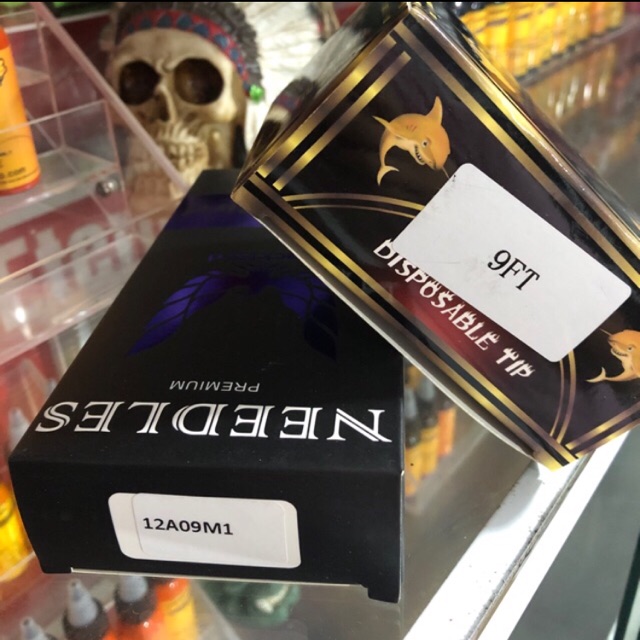 9FT
DISPOSABLE TIP
PREMIUM
NEEDLES
12A09M1